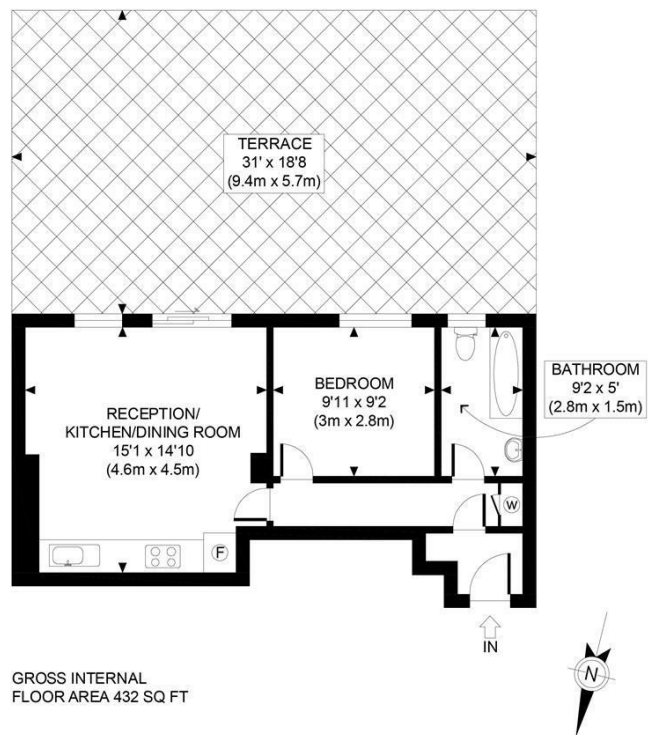 TERRACE
31' x 18'8
(9.4m x 5.7m)
RECEPTION/
KITCHEN/DINING ROOM
15'1 x 14'10
(4.6m x 4.5m)
BEDROOM
9'11 x 9'2
(3m x 2.8m)
BATHROOM
9'2 x 5'
(2.8m x 1.5m)
W
F
IN
GROSS INTERNAL
FLOOR AREA 432 SQ FT
N